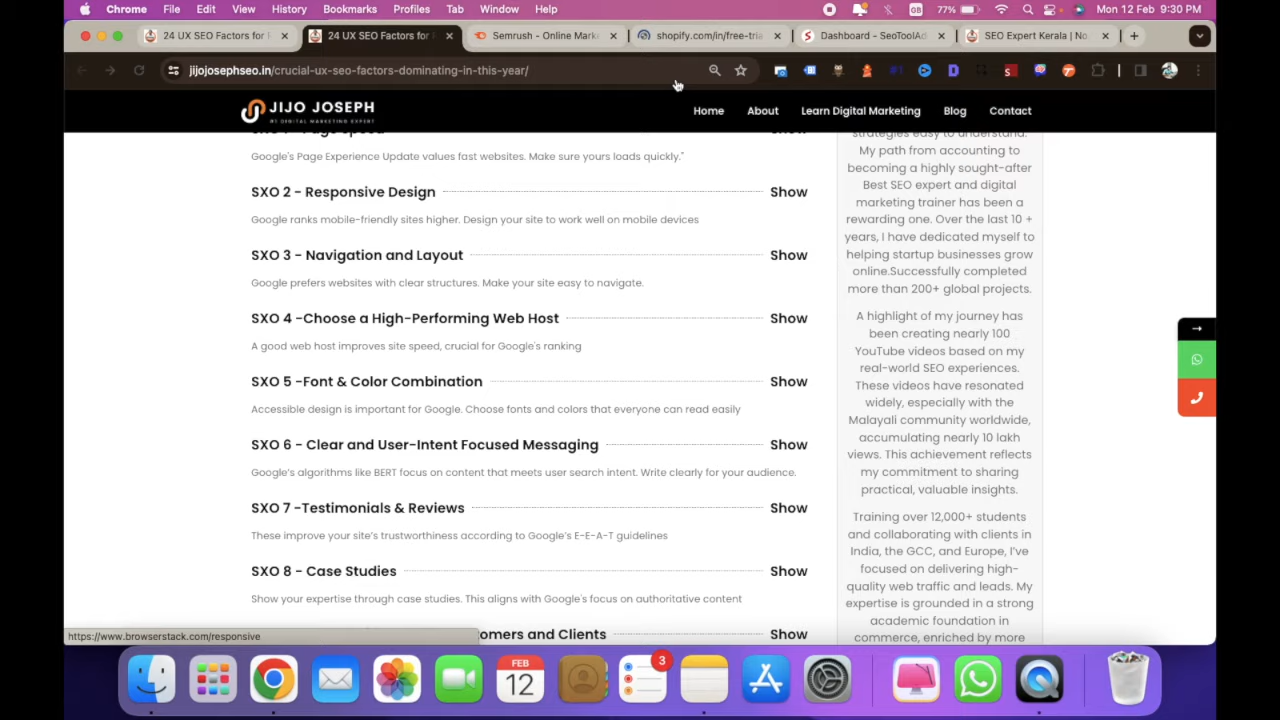 Chrome File Edit View History Bookmarks Profiles Tab Window Help GB 77% Mon 12 Feb 9:30 PM
24 UX SEO Factors for 24 UX SEO Factors for Semrush - Online Mark shopify.com/in/free-tria Dashboard - SeoToolAd SEO Expert Kerala | No.
jijojosephseo.in/crucial-ux-seo-factors-dominating-in-this-year/
JIJO JOSEPH
Home About Learn Digital Marketing Blog Contact
Google's Page Experience Update values fast websites. Make sure yours loads quickly."
SXO 2 - Responsive Design Show
Google ranks mobile-friendly sites higher. Design your site to work well on mobile devices
SXO 3 - Navigation and Layout Show
Google prefers websites with clear structures. Make your site easy to navigate.
SXO 4 -Choose a High-Performing Web Host Show
A good web host improves site speed, crucial for Google's ranking
SXO 5 -Font & Color Combination Show
Accessible design is important for Google. Choose fonts and colors that everyone can read easily
SXO 6 - Clear and User-Intent Focused Messaging Show
Google's algorithms like BERT focus on content that meets user search intent. Write clearly for your audience.
SXO 7 -Testimonials & Reviews Show
These improve your site's trustworthiness according to Google's E-E-A-T guidelines
SXO 8 - Case Studies Show
Show your expertise through case studies. This aligns with Google's focus on authoritative content
omers and Clients Show
strategies easy to understand.
My path from accounting to
becoming a highly sought-after
Best SEO expert and digital
marketing trainer has been a
rewarding one. Over the last 10 +
years, I have dedicated myself to
helping startup businesses grow
online.Successfully completed
more than 200+ global projects.
A highlight of my journey has
been creating nearly 100
YouTube videos based on my
real-world SEO experiences.
These videos have resonated
widely, especially with the
Malayali community worldwide,
accumulating nearly 10 lakh
views. This achievement reflects
my commitment to sharing
practical, valuable insights.
Training over 12,000+ students
and collaborating with clients in
India, the GCC, and Europe, I've
focused on delivering high-
quality web traffic and leads. My
expertise is grounded in a strong
academic foundation in
commerce, enriched by more
https://www.browserstack.com/responsive
FEB
12
3